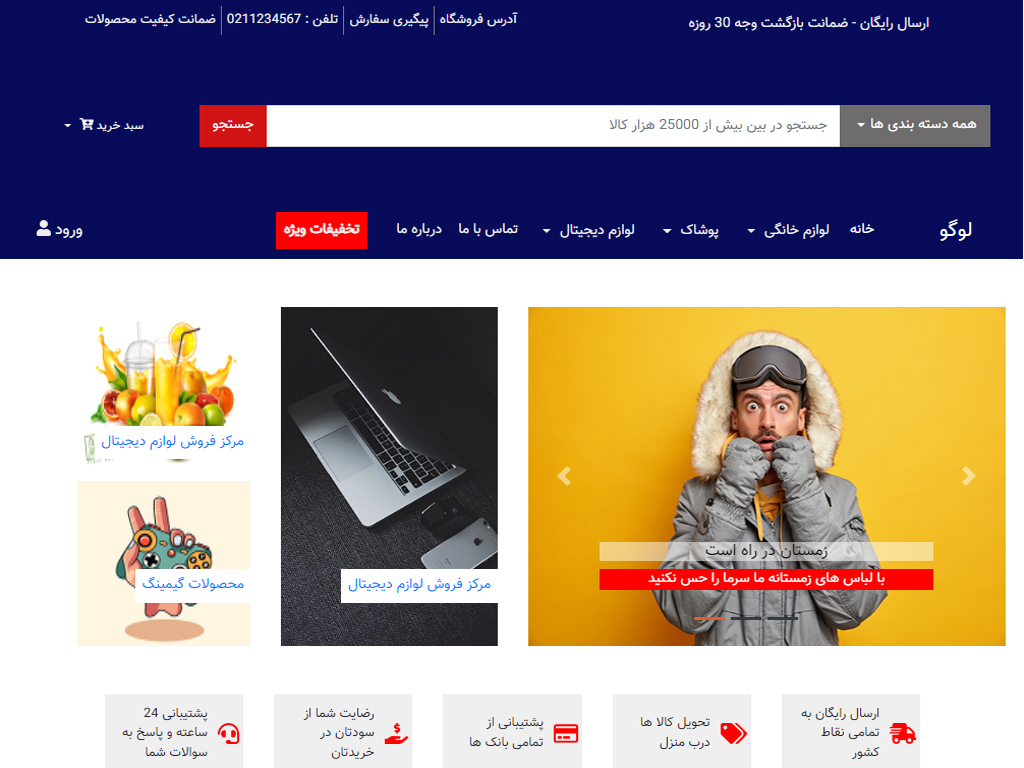 ارسال رایگان - ضمانت بازگشت وجه 30 روزه
آدرس فروشگاه
پیگیری سفارش
تلفن : 0211234567
ضمانت کیفیت محصولات
همه دسته بندی ها
جستجو در بین بیش از 25000 هزار کالا
جستجو
سبد خرید
لوگو
خانه
لوازم خانگی
پوشاک
لوازم دیجیتال
تماس با ما
درباره ما
تخفیفات ویژه
ورود
زمستان در راه است
با لباس های زمستانه ما سرما را حس نکنید
مرکز فروش لوازم دیجیتال
مرکز فروش لوازم دیجیتال
محصولات گیمینگ
ارسال رایگان به
تمامی نقاط
کشور
تحویل کالا ها
درب منزل
پشتیبانی از
تمامی بانک ها
رضایت شما از
سودتان در
خریدتان
پشتیبانی 24
ساعته و پاسخ به
سوالات شما